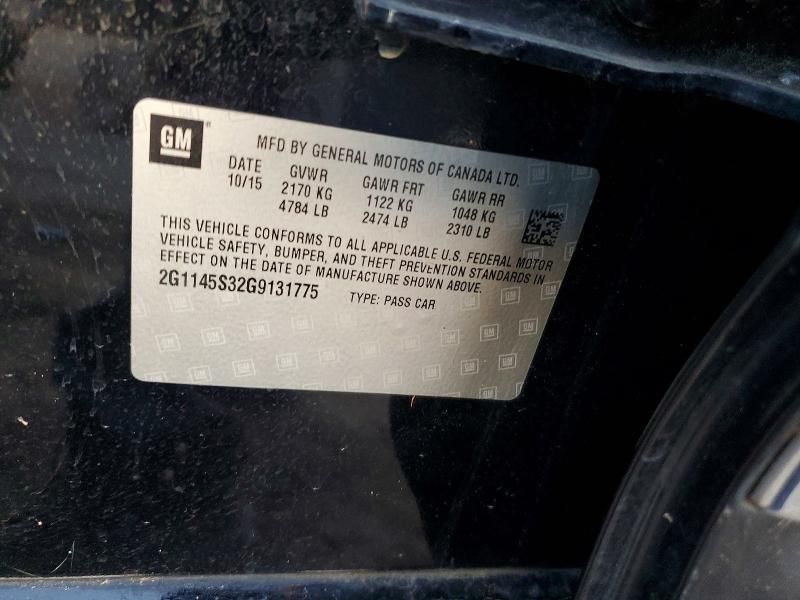 GM
MFD BY GENERAL MOTORS OF CANADA LTD.
DATE GVWR GAWR FRT GAWR RR
10/15 2170 KG 1122 KG 1048 KG
4784 LB 2474 LB 2310 LB
THIS VEHICLE CONFORMS TO ALL APPLICABLE U.S. FEDERAL MOTOR
VEHICLE SAFETY, BUMPER, AND THEFT PREVENTION STANDARDS IN
EFFECT ON THE DATE OF MANUFACTURE SHOWN ABOVE.
2G1145S32G9131775 TYPE: PASS CAR